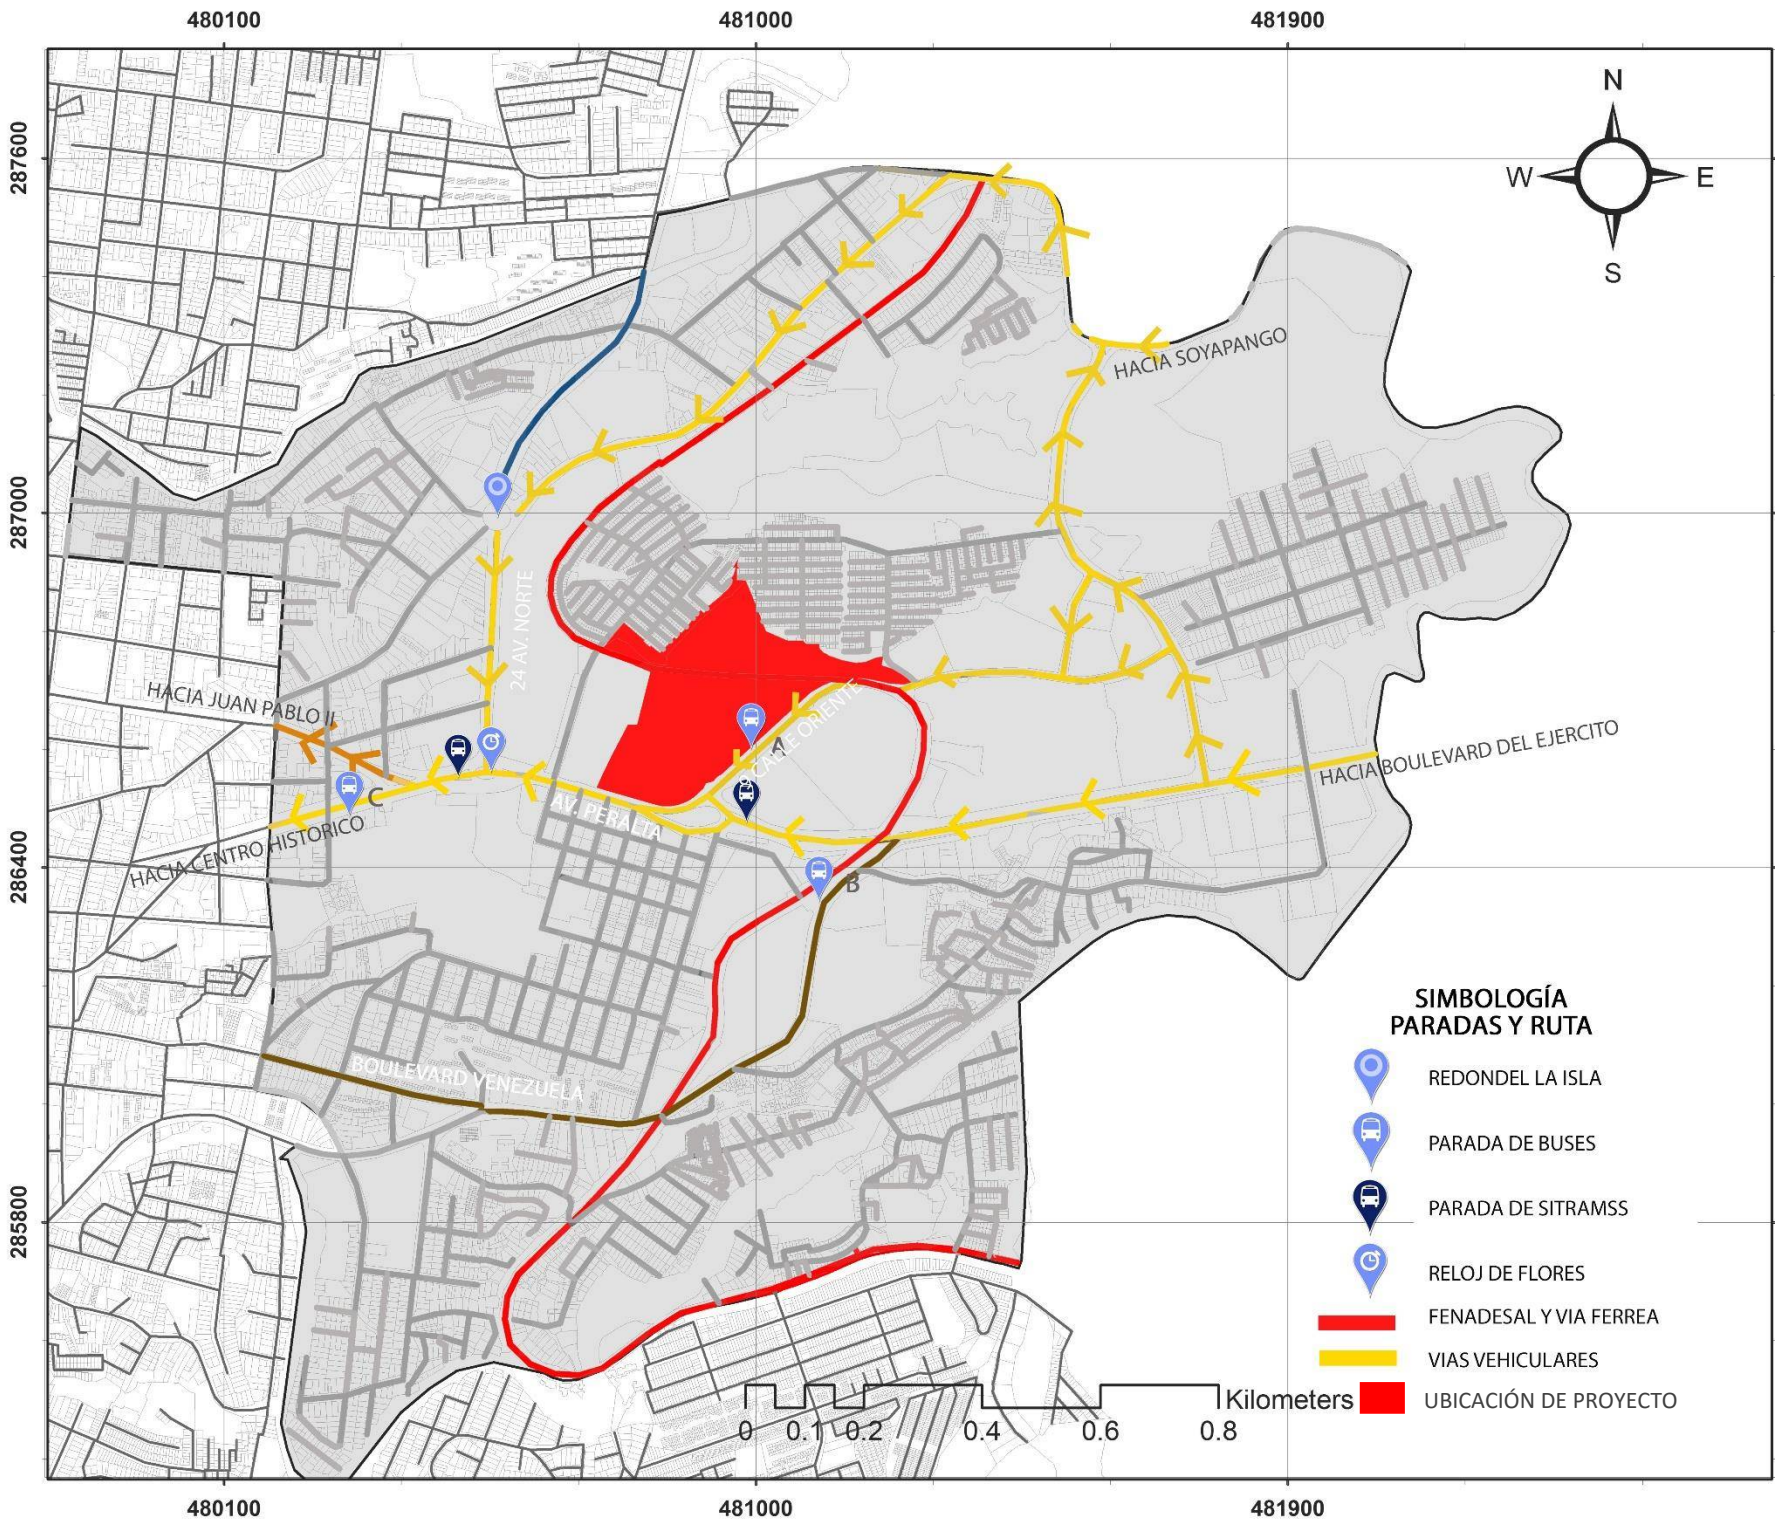 480100
481000
481900
287600
287000
286400
285800
N
W
E
S
HACIA SOYAPANGO
24 AV. NORTE
HACIA JUAN PABLO II
CALLE ORIENTE
A
HACIA BOULEVARD DEL EJERCITO
C
AV. PERALTA
HACIA CENTRO HISTORICO
B
BOULEVARD VENEZUELA
SIMBOLOGÍA
PARADAS Y RUTA
REDONDEL LA ISLA
PARADA DE BUSES
PARADA DE SITRAMSS
RELOJ DE FLORES
FENADESAL Y VIA FERREA
VIAS VEHICULARES
UBICACIÓN DE PROYECTO
Kilometers
0 0.1 0.2 0.4 0.6 0.8
480100
481000
481900